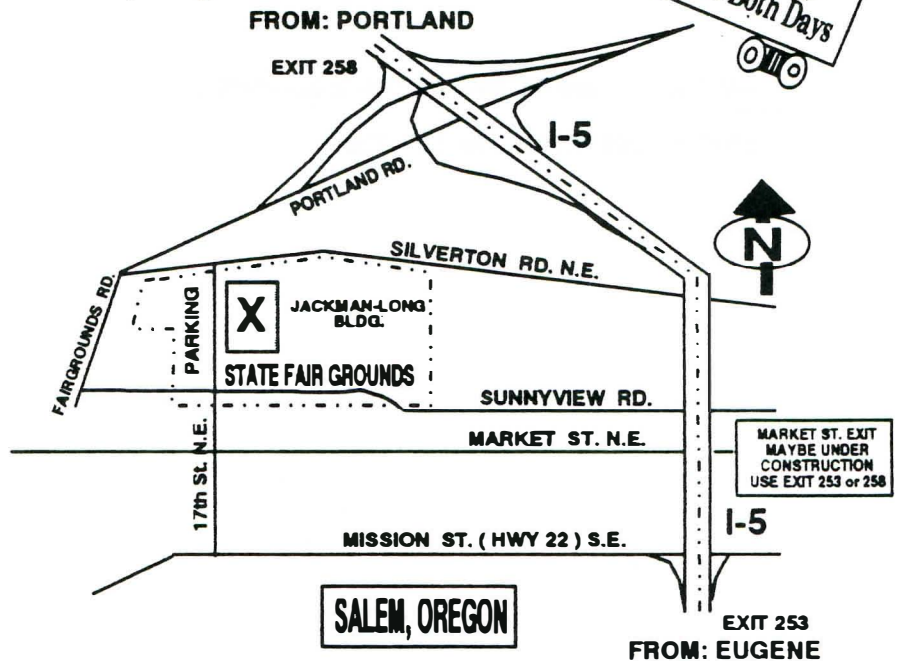 FROM: PORTLAND
Both Days
EXIT 258
I-5
PORTLAND RD.
N
SILVERTON RD. N.E.
FAIRGROUNDS RD.
PARKING
X
JACKMAN-LONG
BLDG.
STATE FAIR GROUNDS
SUNNYVIEW RD.
MARKET ST. N.E.
MARKET ST. EXIT
MAYBE UNDER
CONSTRUCTION
USE EXIT 253 or 258
17th St. N.E.
I-5
MISSION ST. ( HWY 22 ) S.E.
SALEM, OREGON
EXIT 253
FROM: EUGENE